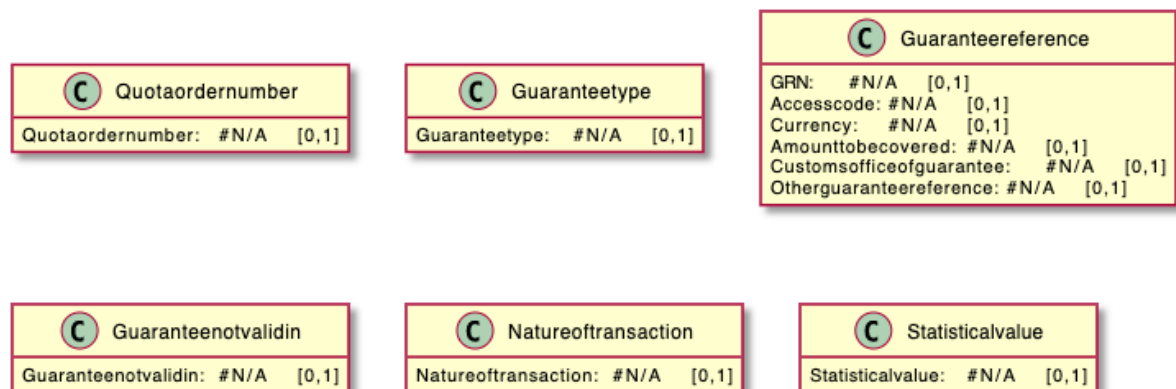 C Quotaordernumber
Quotaordernumber: #N/A [0,1]
C Guaranteetype
Guaranteetype: #N/A [0,1]
C Guaranteereference
GRN: #N/A [0,1]
Accesscode: #N/A [0,1]
Currency: #N/A [0,1]
Amounttobecovered: #N/A [0,1]
Customsofficeofguarantee: #N/A [0,1]
Otherguaranteereference: #N/A [0,1]
C Guaranteenotvalidin
Guaranteenotvalidin: #N/A [0,1]
C Natureoftransaction
Natureoftransaction: #N/A [0,1]
C Statisticalvalue
Statisticalvalue: #N/A [0,1]